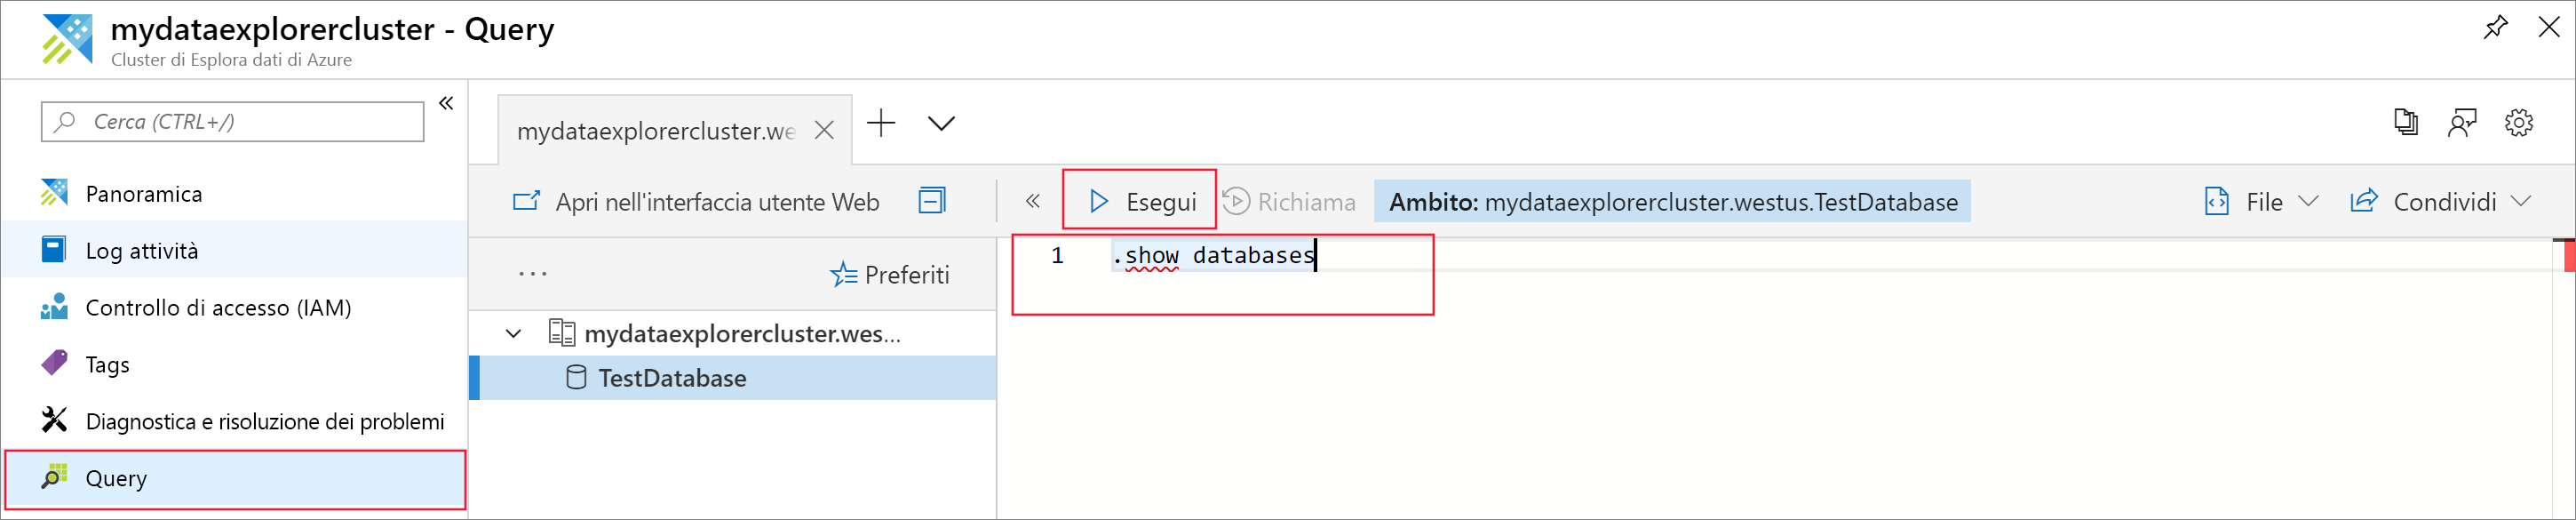 mydataexplorercluster - Query
Cluster di Esplora dati di Azure
Cerca (CTRL+/)
Panoramica
Log attività
Controllo di accesso (IAM)
Tags
Diagnostica e risoluzione dei problemi
Query
mydataexplorercluster.we
Apri nell'interfaccia utente Web
Esegui
Richiama
Ambito: mydataexplorercluster.westus.TestDatabase
File
Condividi
... Preferiti
mydataexplorercluster.wes...
TestDatabase
1 .show databases